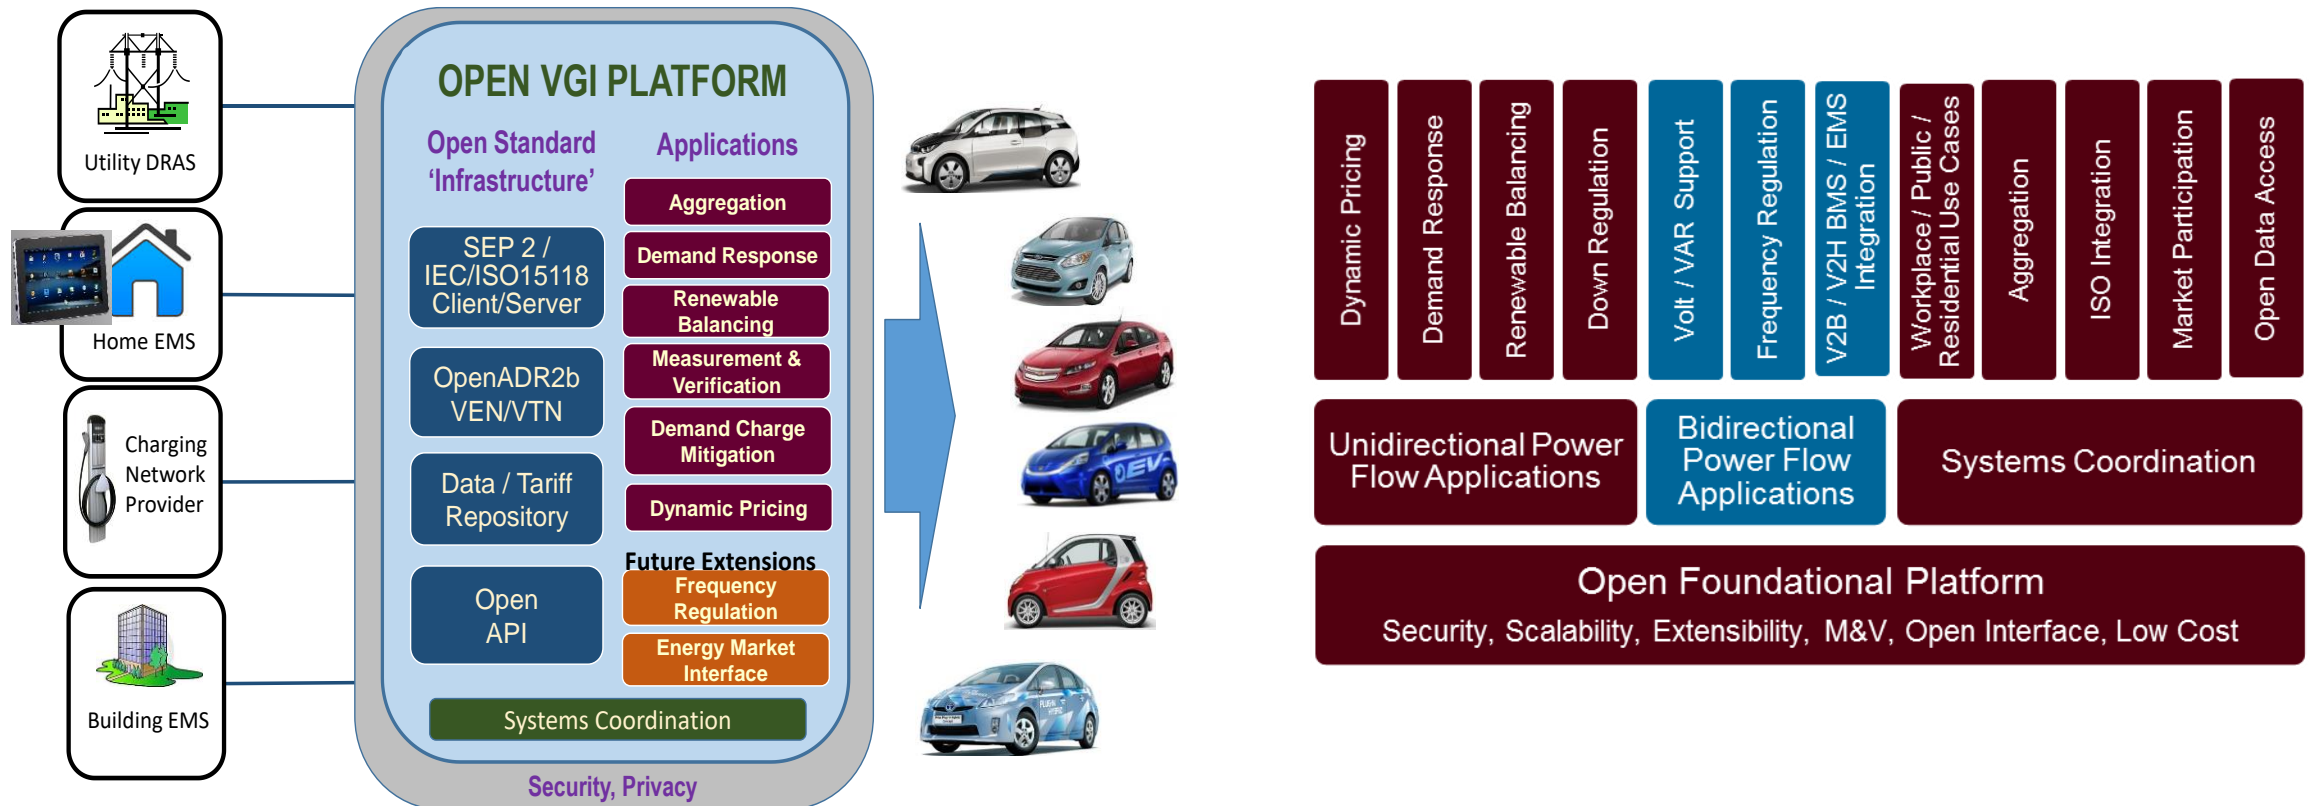 Utility DRAS
Home EMS
Charging
Network
Provider
Building EMS
OPEN VGI PLATFORM
Open Standard
‘Infrastructure’
SEP 2 /
IEC/ISO15118
Client/Server
OpenADR2b
VEN/VTN
Data / Tariff
Repository
Open
API
Applications
Aggregation
Demand Response
Renewable
Balancing
Measurement &
Verification
Demand Charge
Mitigation
Dynamic Pricing
Future Extensions
Frequency
Regulation
Energy Market
Interface
Systems Coordination
Security, Privacy
EV
PLUG-IN
HYBRID
Dynamic Pricing
Demand Response
Renewable Balancing
Down Regulation
Volt / VAR Support
Frequency Regulation
V2B / V2H BMS / EMS
Integration
Workplace / Public /
Residential Use Cases
Aggregation
ISO Integration
Market Participation
Open Data Access
Unidirectional Power
Flow Applications
Bidirectional
Power Flow
Applications
Systems Coordination
Open Foundational Platform
Security, Scalability, Extensibility, M&V, Open Interface, Low Cost